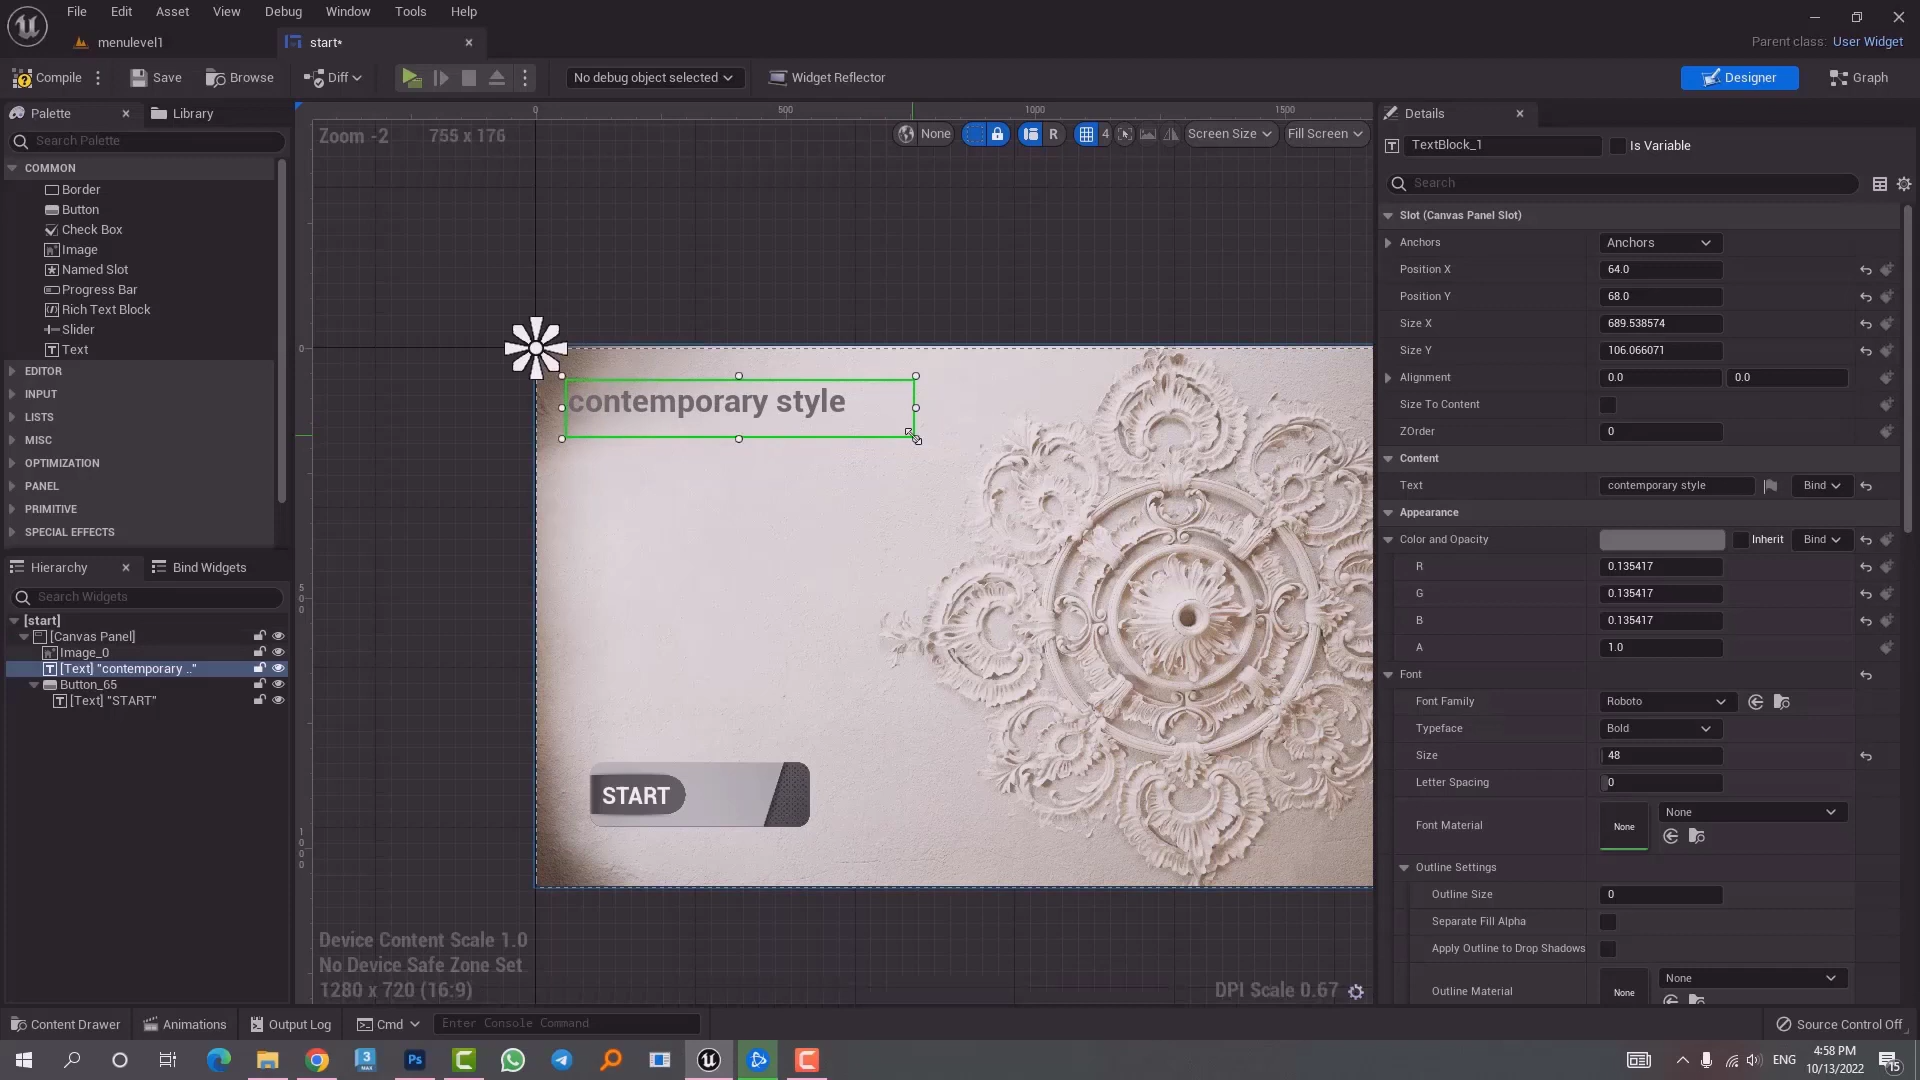 File Edit Asset View Debug Window Tools Help
menulevel1
start*
Parent class: User Widget
Compile
Save
Browse
Diff
No debug object selected
Widget Reflector
Designer
Graph
Palette
Library
Search Palette
COMMON
Border
Button
Check Box
Image
Named Slot
Progress Bar
Rich Text Block
Slider
Text
EDITOR
INPUT
LISTS
MISC
OPTIMIZATION
PANEL
PRIMITIVE
SPECIAL EFFECTS
Hierarchy
Bind Widgets
Search Widgets
[start]
[Canvas Panel]
Image_0
[Text] "contemporary .."
Button_65
[Text] "START"
0 500 1000 1500
Zoom -2 755 x 176
None
R
4
Screen Size
Fill Screen
0
500
1000
contemporary style
START
Device Content Scale 1.0
No Device Safe Zone Set
1280 x 720 (16:9)
DPI Scale 0.67
Details
TextBlock_1
Is Variable
Search
Slot (Canvas Panel Slot)
Anchors Anchors
Position X 64.0
Position Y 68.0
Size X 689.538574
Size Y 106.066071
Alignment 0.0 0.0
Size To Content
ZOrder 0
Content
Text contemporary style Bind
Appearance
Color and Opacity Inherit Bind
R 0.135417
G 0.135417
B 0.135417
A 1.0
Font
Font Family Roboto
Typeface Bold
Size 48
Letter Spacing 0
Font Material None None
Outline Settings
Outline Size 0
Separate Fill Alpha
Apply Outline to Drop Shadows
Outline Material None None
Content Drawer
Animations
Output Log
Cmd
Enter Console Command
Source Control Off
3
MAX
Ps
ENG
4:58 PM
10/13/2022
15